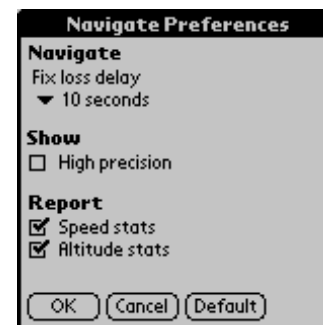 Navigate Preferences
Navigate
Fix loss delay
10 seconds
Show
High precision
Report
Speed stats
Altitude stats
OK Cancel Default